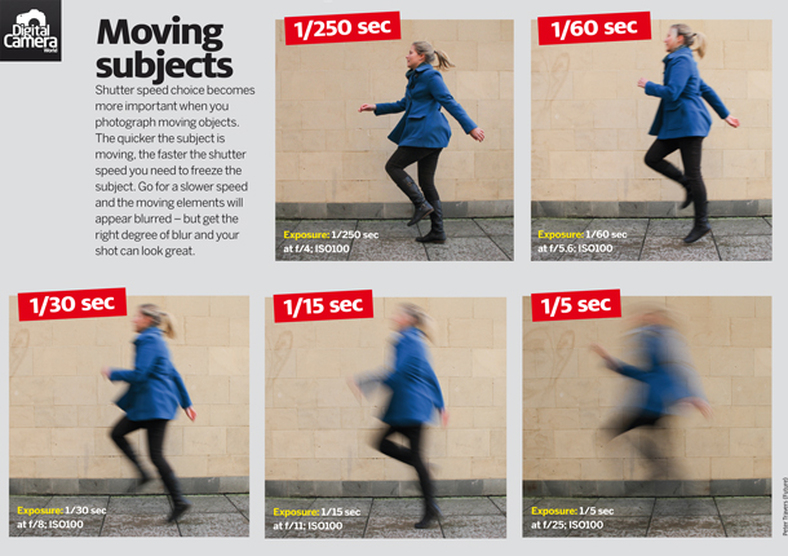 Digital
Camera
World
Moving
subjects
Shutter speed choice becomes
more important when you
photograph moving objects.
The quicker the subject is
moving, the faster the shutter
speed you need to freeze the
subject. Go for a slower speed
and the moving elements will
appear blurred – but get the
right degree of blur and your
shot can look great.
1/250 sec
Exposure: 1/250 sec
at f/4; ISO100
1/60 sec
Exposure: 1/60 sec
at f/5.6; ISO100
1/30 sec
Exposure: 1/30 sec
at f/8; ISO100
1/15 sec
Exposure: 1/15 sec
at f/11; ISO100
1/5 sec
Exposure: 1/5 sec
at f/25; ISO100
Peter Travers (Future)